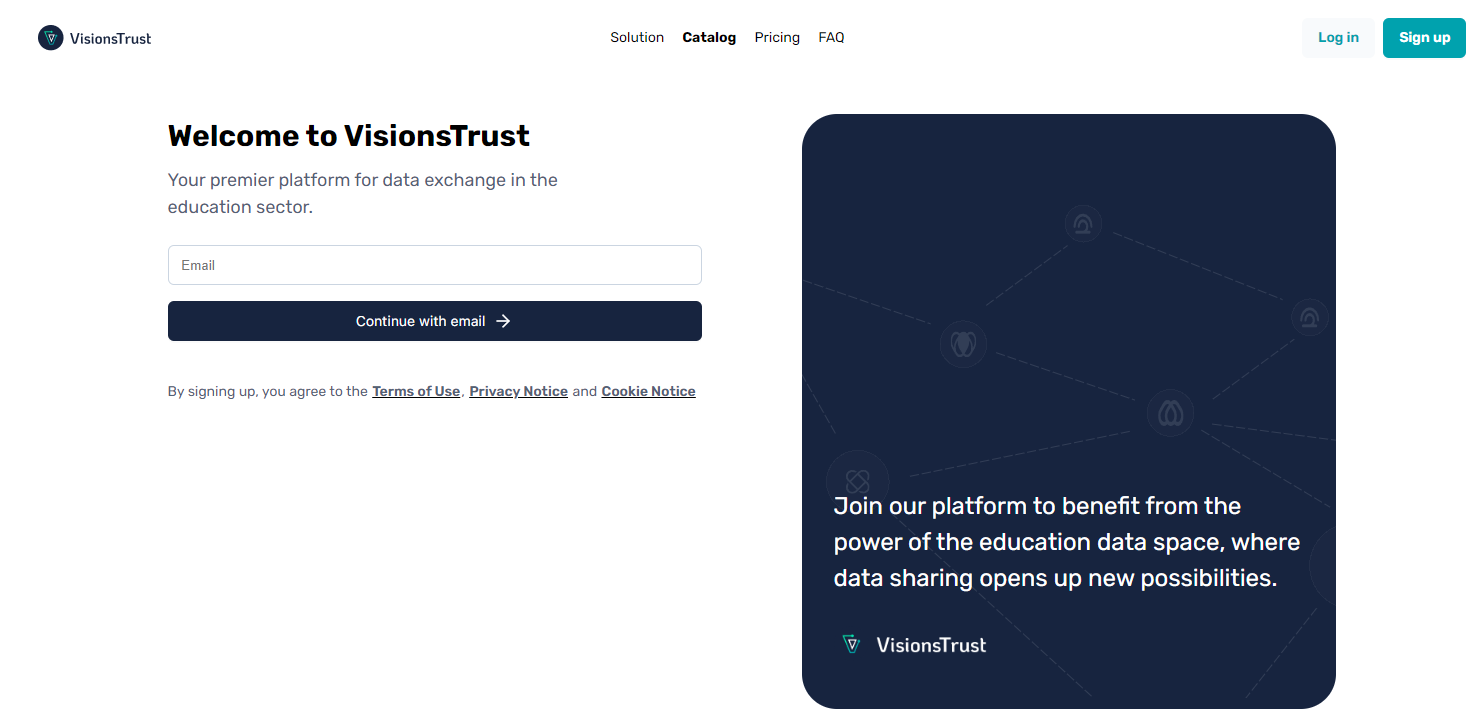 VisionsTrust
Solution
Catalog
Pricing
FAQ
Log in
Sign up
Welcome to VisionsTrust
Your premier platform for data exchange in the
education sector.
Email
Continue with email
By signing up, you agree to the Terms of Use, Privacy Notice and Cookie Notice
Join our platform to benefit from the
power of the education data space, where
data sharing opens up new possibilities.
VisionsTrust